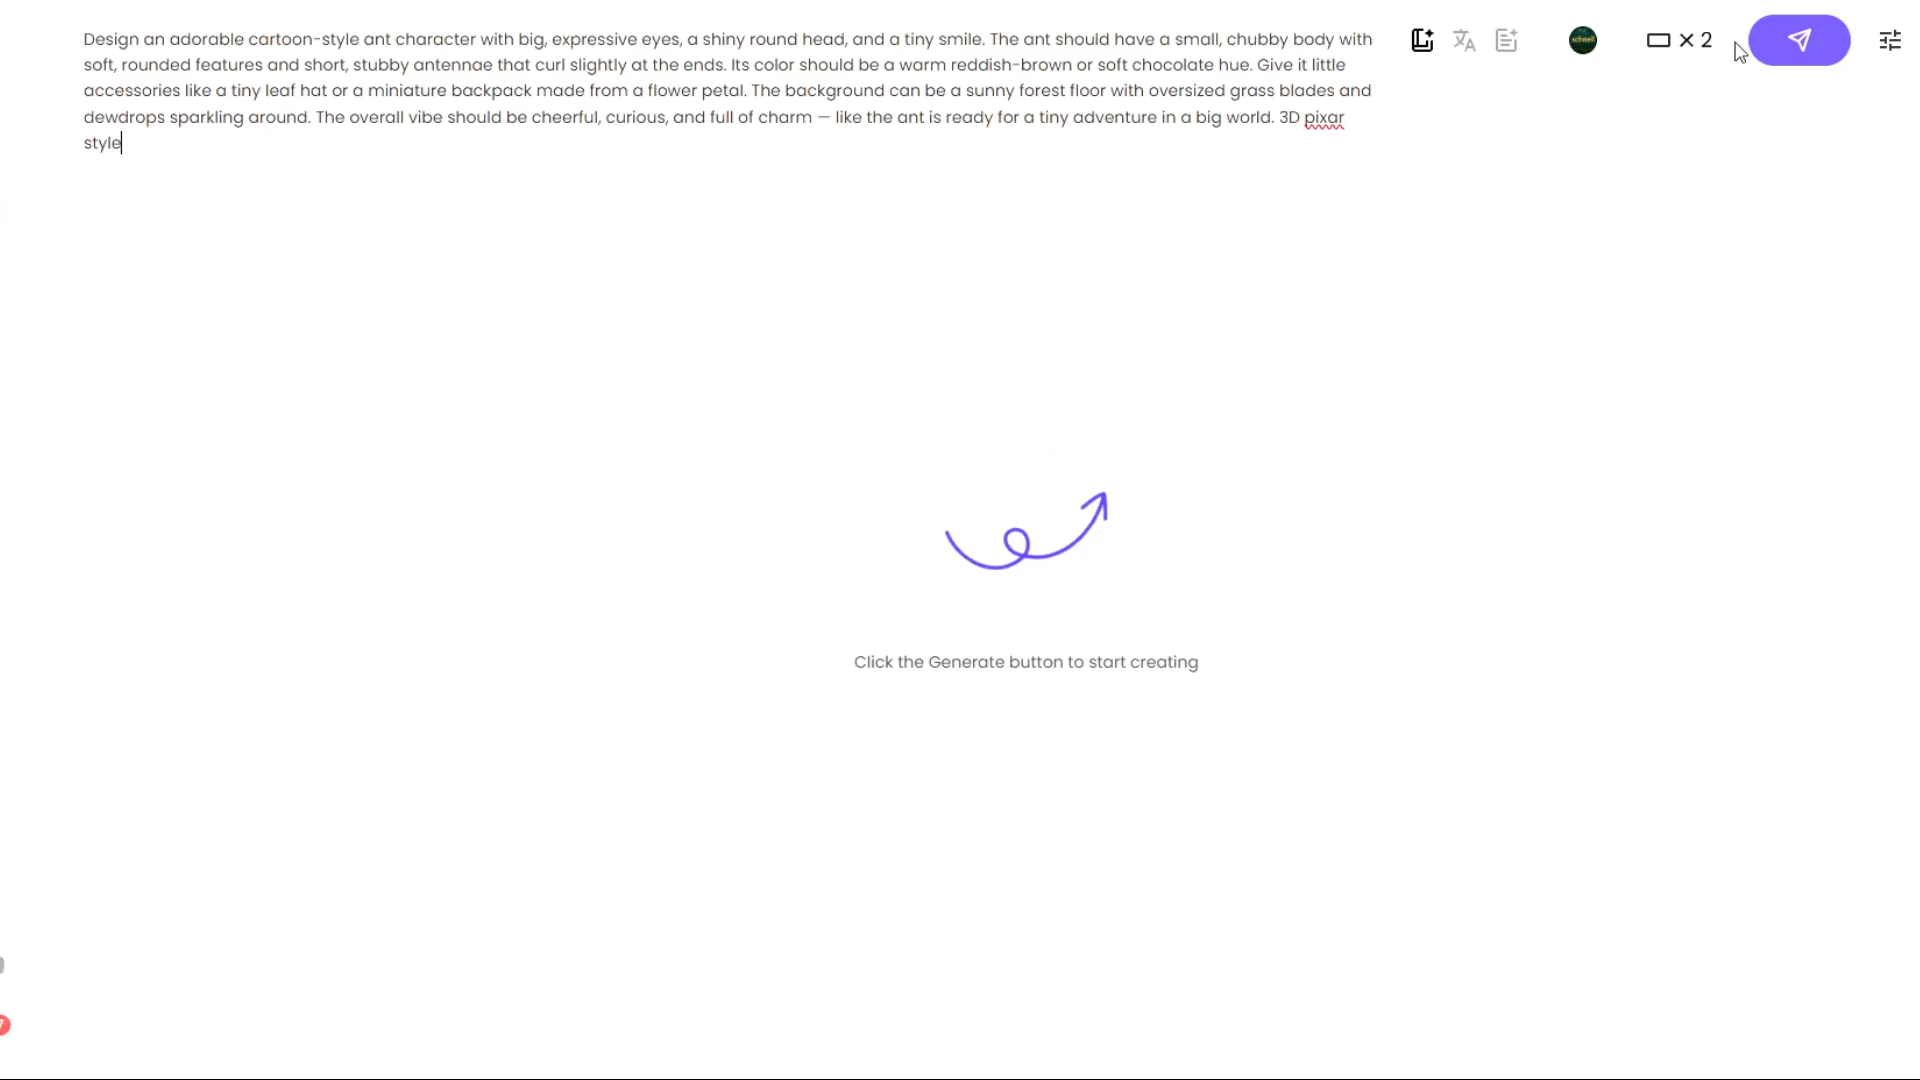 Design an adorable cartoon-style ant character with big, expressive eyes, a shiny round head, and a tiny smile. The ant should have a small, chubby body with
soft, rounded features and short, stubby antennae that curl slightly at the ends. Its color should be a warm reddish-brown or soft chocolate hue. Give it little
accessories like a tiny leaf hat or a miniature backpack made from a flower petal. The background can be a sunny forest floor with oversized grass blades and
dewdrops sparkling around. The overall vibe should be cheerful, curious, and full of charm — like the ant is ready for a tiny adventure in a big world. 3D pixar
style
schnell
× 2
Click the Generate button to start creating